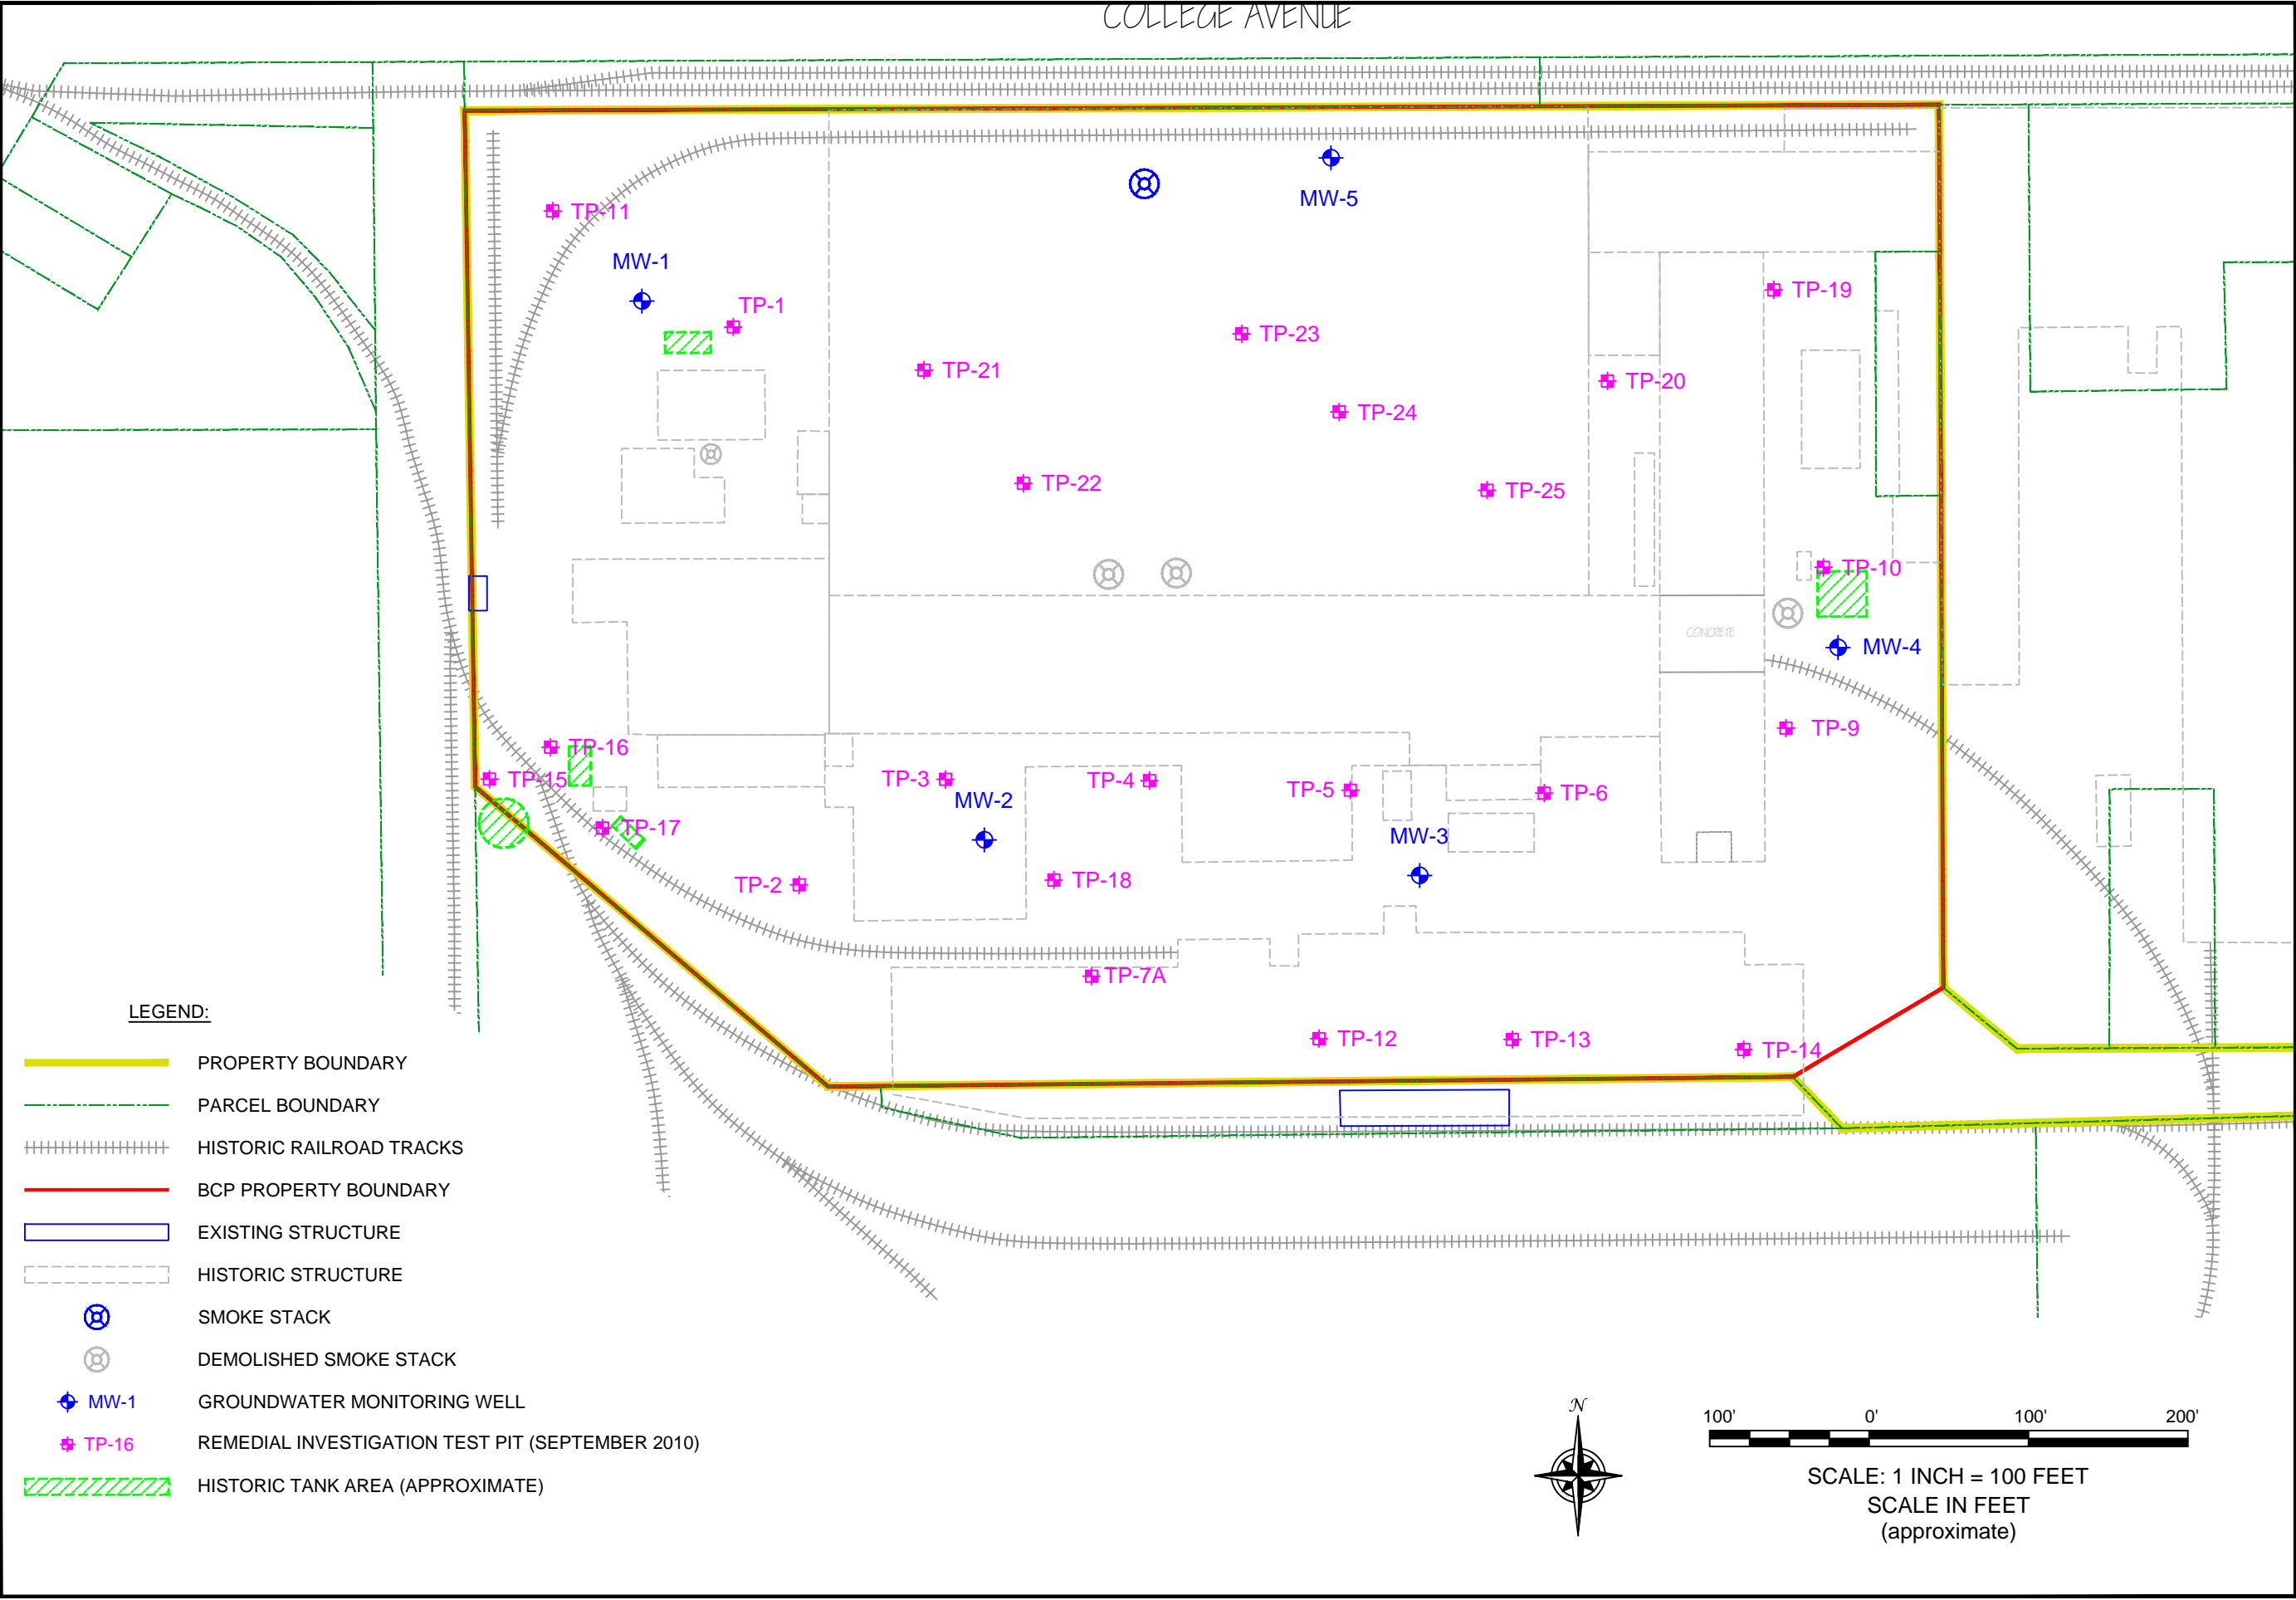 COLLEGE AVENUE
MW-5
TP-11
MW-1
TP-19
TP-1
TP-23
TP-21
TP-20
TP-24
TP-22
TP-25
TP-10
CONCRETE
MW-4
TP-9
TP-16
TP-15
TP-3
TP-4
TP-5
TP-6
MW-2
TP-17
MW-3
TP-2
TP-18
TP-7A
TP-12
TP-13
TP-14
LEGEND:
PROPERTY BOUNDARY
PARCEL BOUNDARY
HISTORIC RAILROAD TRACKS
BCP PROPERTY BOUNDARY
EXISTING STRUCTURE
HISTORIC STRUCTURE
SMOKE STACK
DEMOLISHED SMOKE STACK
MW-1 GROUNDWATER MONITORING WELL
TP-16 REMEDIAL INVESTIGATION TEST PIT (SEPTEMBER 2010)
HISTORIC TANK AREA (APPROXIMATE)
N
100' 0' 100' 200'
SCALE: 1 INCH = 100 FEET
SCALE IN FEET
(approximate)